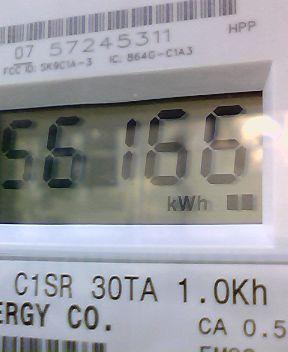 07 57245311
HPP
FCC ID: SK9C1A-3 IC: 864G-C1A3
56166
kWh
C1SR 30TA 1.0Kh
ERGY CO.
CA 0.5